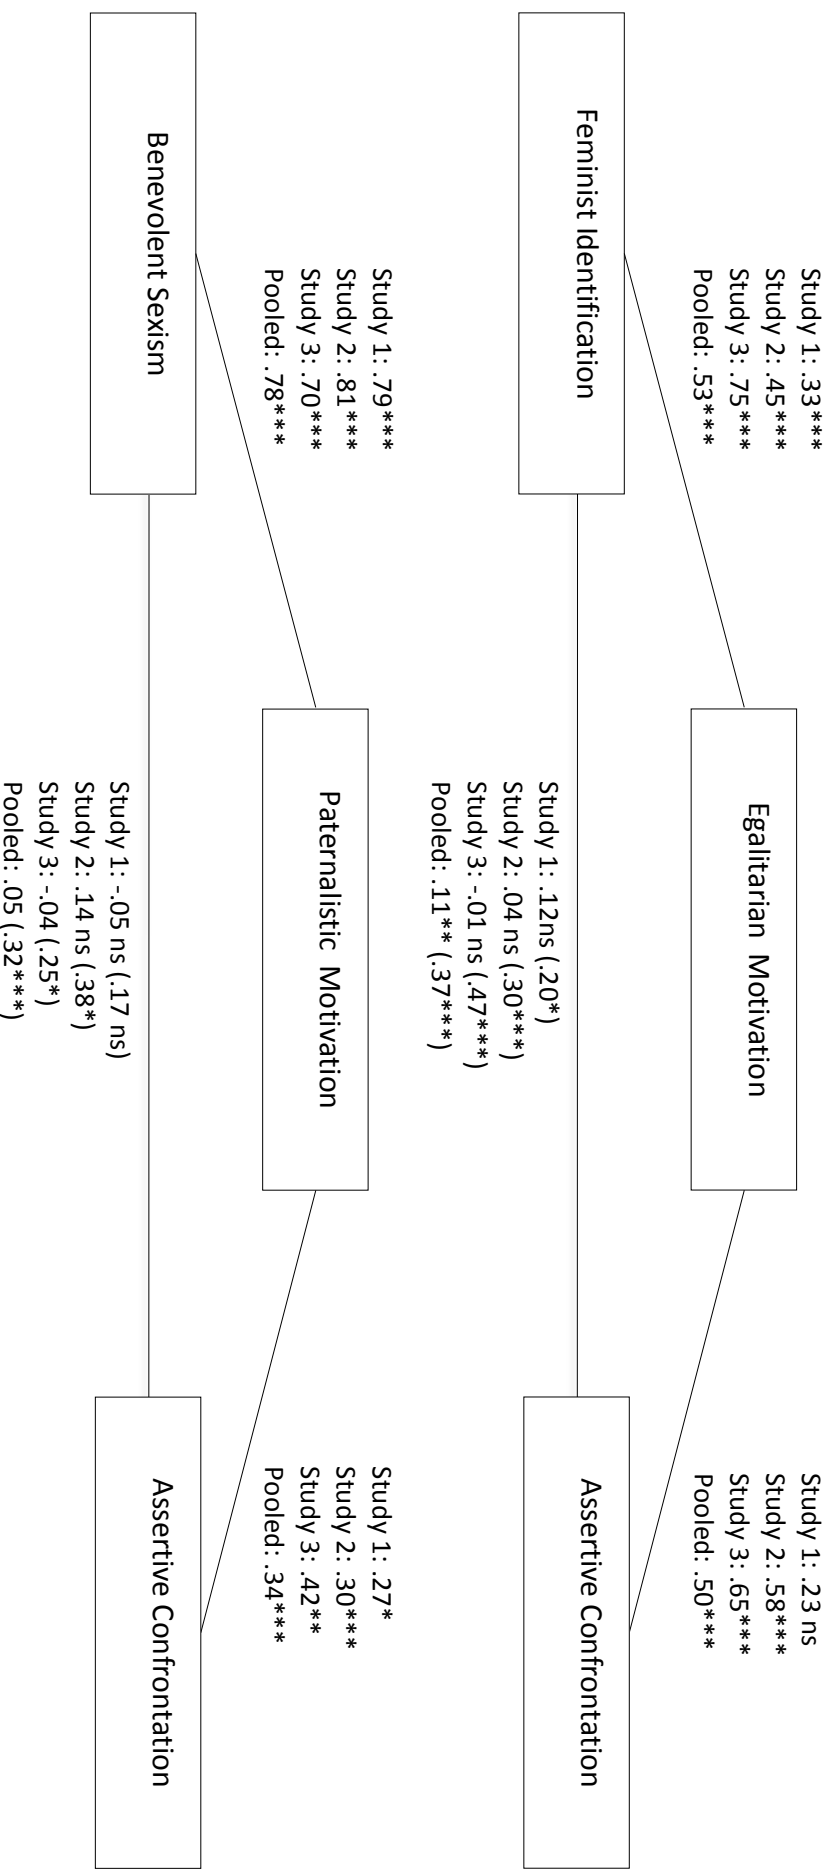 Study 1: .33***
Study 2: .45***
Study 3: .75***
Pooled: .53***
Egalitarian Motivation
Study 1: .23 ns
Study 2: .58***
Study 3: .65***
Pooled: .50***
Feminist Identification
Assertive Confrontation
Study 1: .12ns (.20*)
Study 2: .04 ns (.30***)
Study 3: -.01 ns (.47***)
Pooled: .11** (.37***)
Study 1: .79***
Study 2: .81***
Study 3: .70***
Pooled: .78***
Paternalistic Motivation
Study 1: .27*
Study 2: .30***
Study 3: .42**
Pooled: .34***
Benevolent Sexism
Assertive Confrontation
Study 1: -.05 ns (.17 ns)
Study 2: .14 ns (.38*)
Study 3: -.04 (.25*)
Pooled: .05 (.32***)